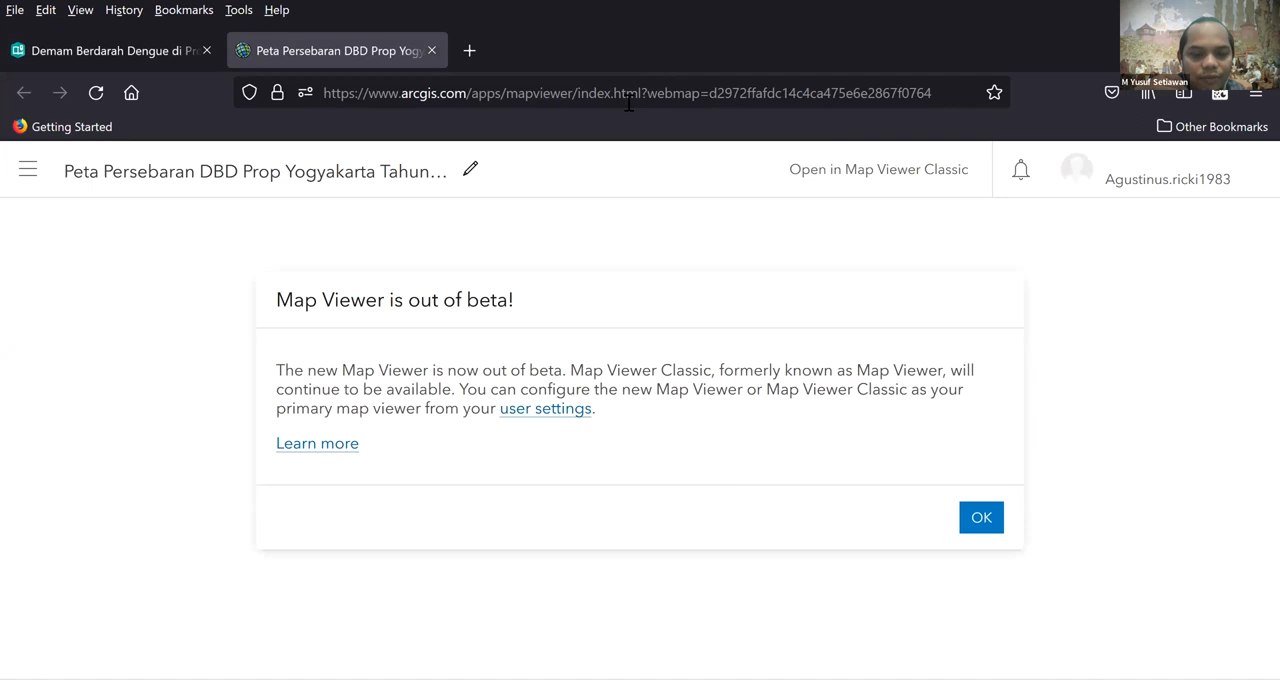 File Edit View History Bookmarks Tools Help
Demam Berdarah Dengue di Pr
Peta Persebaran DBD Prop Yogy
M Yusuf Setiawan
https://www.arcgis.com/apps/mapviewer/index.html?webmap=d2972ffafdc14c4ca475e6e2867f0764
Getting Started
Other Bookmarks
Peta Persebaran DBD Prop Yogyakarta Tahun...
Open in Map Viewer Classic
Agustinus.ricki1983
Map Viewer is out of beta!
The new Map Viewer is now out of beta. Map Viewer Classic, formerly known as Map Viewer, will
continue to be available. You can configure the new Map Viewer or Map Viewer Classic as your
primary map viewer from your user settings.
Learn more
OK